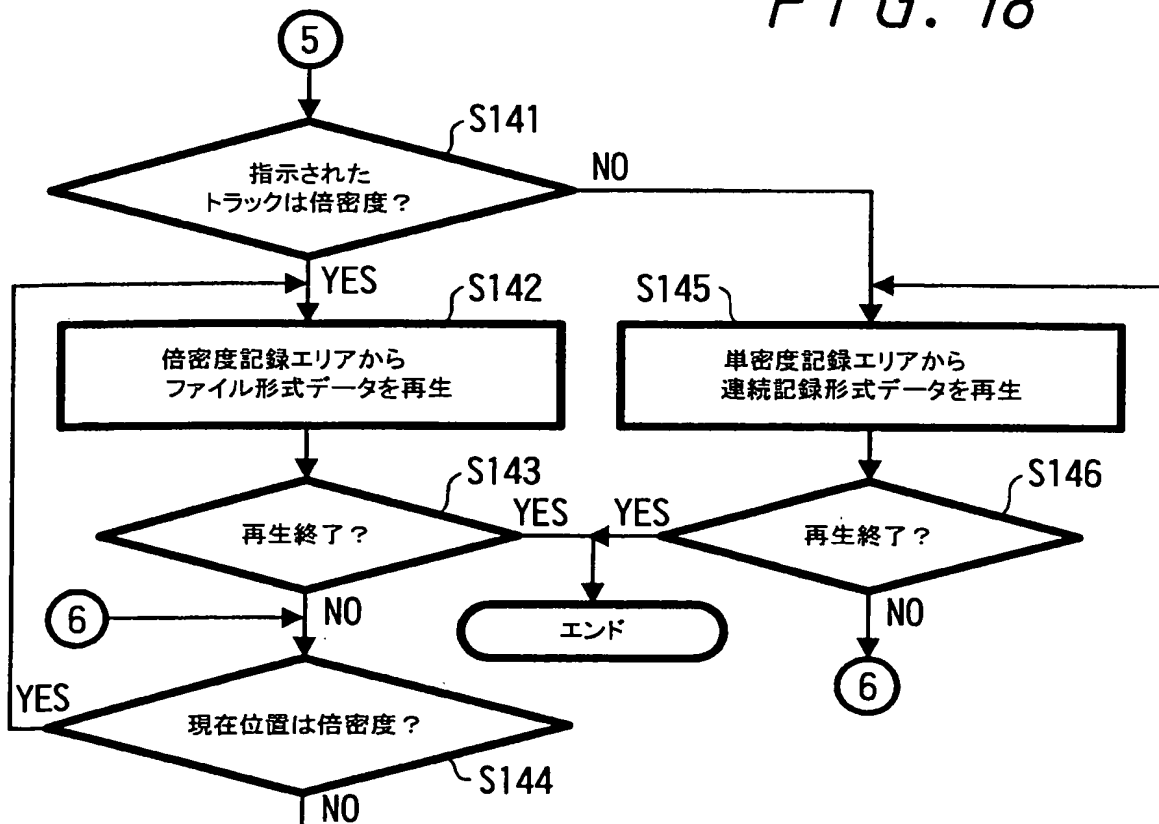 FIG. 18
5
S141
指示された
トラックは倍密度?
NO
YES
S142
S145
倍密度記録エリアから
ファイル形式データを再生
単密度記録エリアから
連続記録形式データを再生
S143
S146
再生終了?
YES
YES
再生終了?
6
NO
エンド
NO
6
YES
現在位置は倍密度?
S144
NO